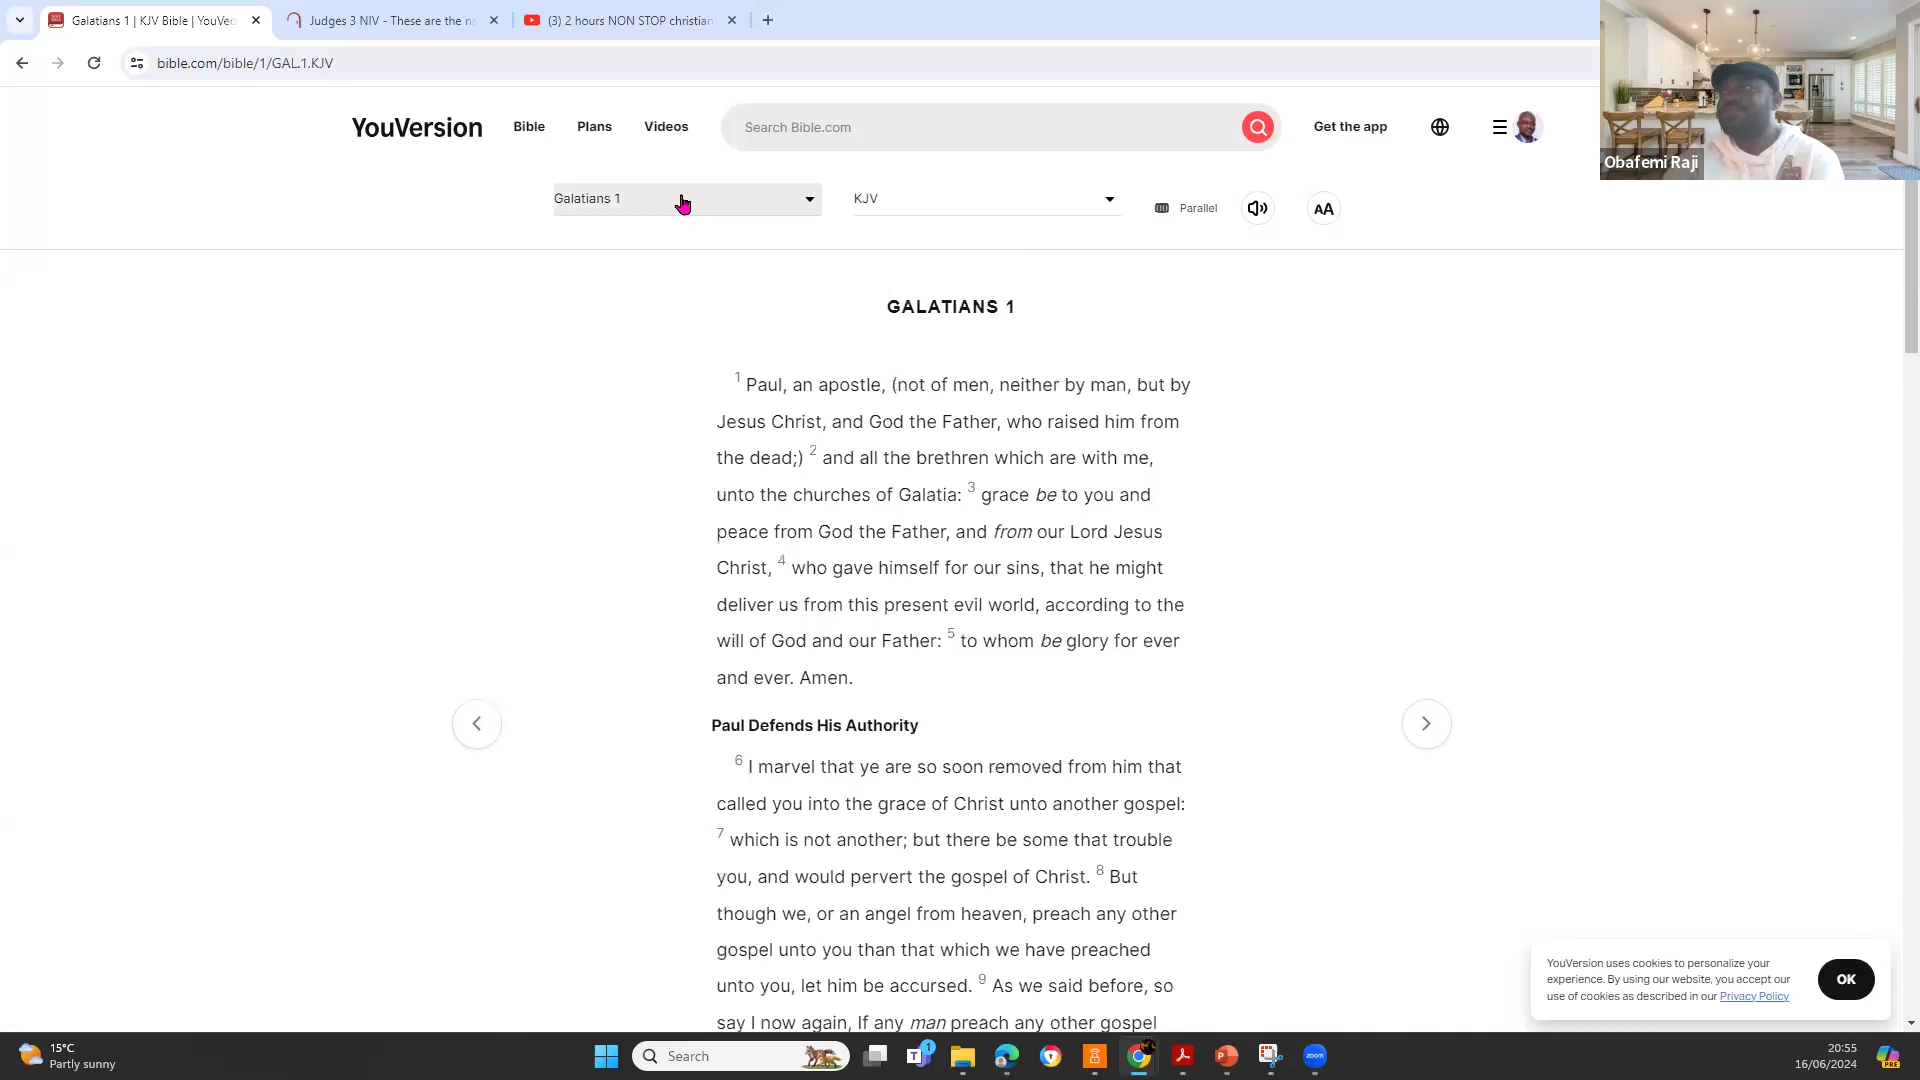 Galatians 1 | KJV Bible | YouVer
Judges 3 NIV - These are the na
(3) 2 hours NON STOP christian
bible.com/bible/1/GAL.1.KJV
YouVersion
Bible
Plans
Videos
Search Bible.com
Get the app
Obafemi Raji
Galatians 1
KJV
Parallel
AA
GALATIANS 1
1 Paul, an apostle, (not of men, neither by man, but by
Jesus Christ, and God the Father, who raised him from
the dead;) 2 and all the brethren which are with me,
unto the churches of Galatia: 3 grace be to you and
peace from God the Father, and from our Lord Jesus
Christ, 4 who gave himself for our sins, that he might
deliver us from this present evil world, according to the
will of God and our Father: 5 to whom be glory for ever
and ever. Amen.
Paul Defends His Authority
6 I marvel that ye are so soon removed from him that
called you into the grace of Christ unto another gospel:
7 which is not another; but there be some that trouble
you, and would pervert the gospel of Christ. 8 But
though we, or an angel from heaven, preach any other
gospel unto you than that which we have preached
unto you, let him be accursed. 9 As we said before, so
say I now again, If any man preach any other gospel
YouVersion uses cookies to personalize your
experience. By using our website, you accept our
use of cookies as described in our Privacy Policy
OK
15°C
Partly sunny
Search
1
zoom
20:55
16/06/2024
PRE